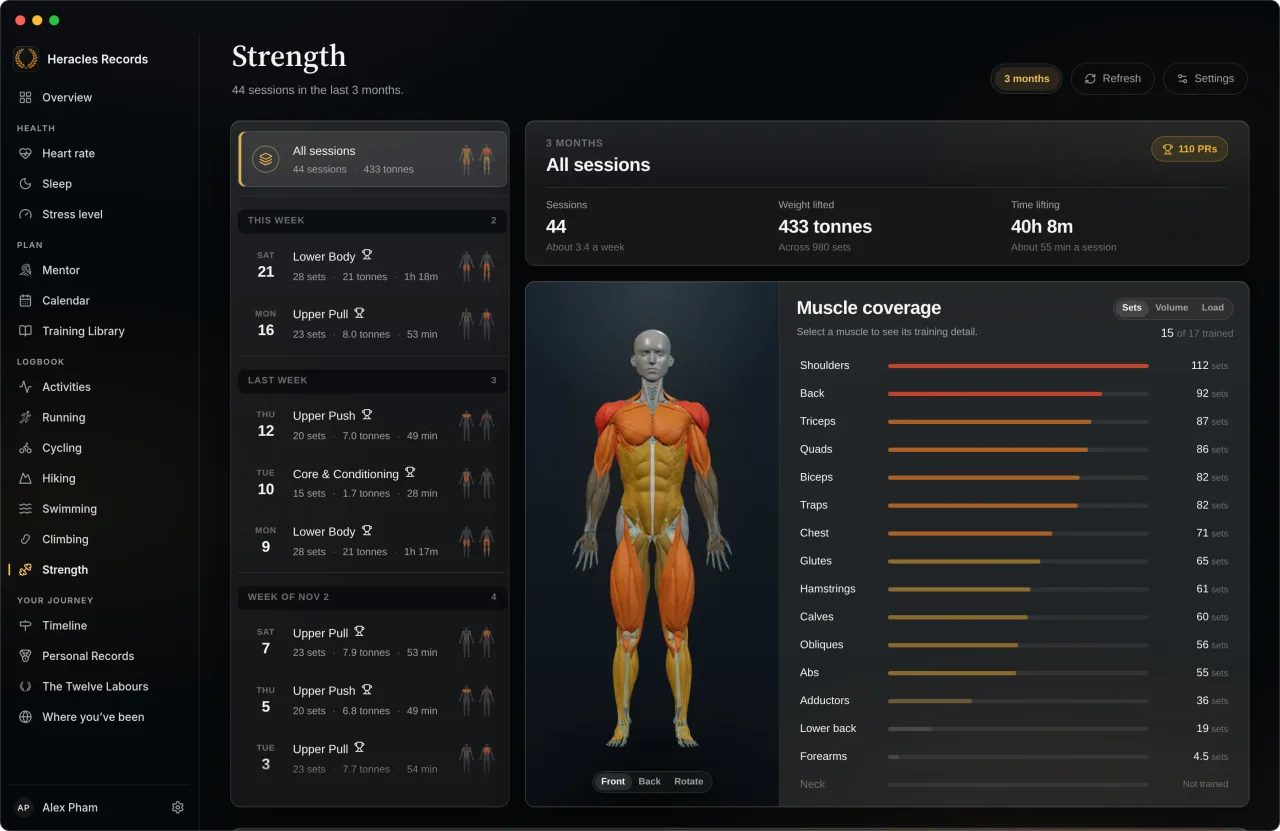 Heracles Records
Overview
HEALTH
Heart rate
Sleep
Stress level
PLAN
Mentor
Calendar
Training Library
LOGBOOK
Activities
Running
Cycling
Hiking
Swimming
Climbing
Strength
YOUR JOURNEY
Timeline
Personal Records
The Twelve Labours
Where you've been
AP Alex Pham
Strength
44 sessions in the last 3 months.
3 months Refresh Settings
All sessions
44 sessions · 433 tonnes
THIS WEEK 2
SAT
21
Lower Body
28 sets · 21 tonnes · 1h 18m
MON
16
Upper Pull
23 sets · 8.0 tonnes · 53 min
LAST WEEK 3
THU
12
Upper Push
20 sets · 7.0 tonnes · 49 min
TUE
10
Core & Conditioning
15 sets · 1.7 tonnes · 28 min
MON
9
Lower Body
28 sets · 21 tonnes · 1h 17m
WEEK OF NOV 2 4
SAT
7
Upper Pull
23 sets · 7.9 tonnes · 53 min
THU
5
Upper Push
20 sets · 6.8 tonnes · 49 min
TUE
3
Upper Pull
23 sets · 7.7 tonnes · 54 min
3 MONTHS
All sessions
110 PRs
Sessions
44
About 3.4 a week
Weight lifted
433 tonnes
Across 980 sets
Time lifting
40h 8m
About 55 min a session
Front Back Rotate
Muscle coverage
Sets Volume Load
Select a muscle to see its training detail.
15 of 17 trained
Shoulders 112 sets
Back 92 sets
Triceps 87 sets
Quads 86 sets
Biceps 82 sets
Traps 82 sets
Chest 71 sets
Glutes 65 sets
Hamstrings 61 sets
Calves 60 sets
Obliques 56 sets
Abs 55 sets
Adductors 36 sets
Lower back 19 sets
Forearms 4.5 sets
Neck Not trained